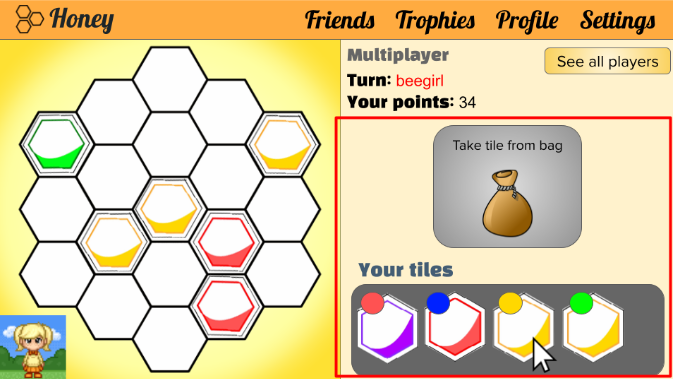 Honey Friends Trophies Profile Settings
Multiplayer
See all players
Turn: beegirl
Your points: 34
Take tile from bag
Your tiles